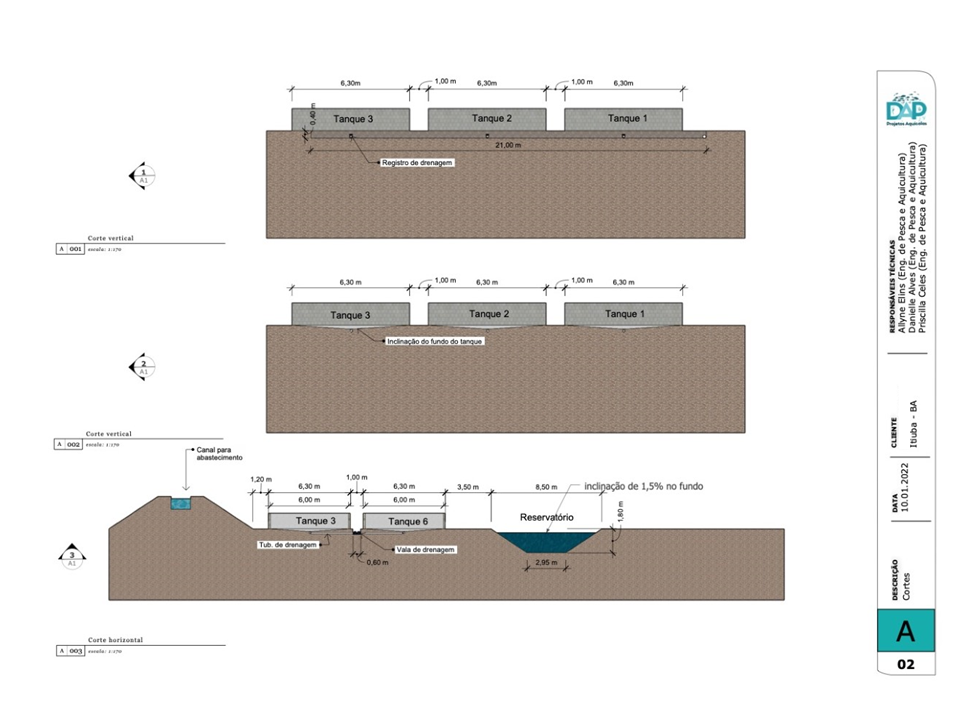 6,30m
1,00 m
6,30m
1,00 m
6,30m
0,40 m
Tanque 3
Tanque 2
Tanque 1
21,00 m
Registro de drenagem
1
A1
Corte vertical
A 001 escala: 1:170
6,30 m
1,00 m
6,30 m
1,00 m
6,30 m
Tanque 3
Tanque 2
Tanque 1
Inclinação do fundo do tanque
2
A1
Corte vertical
A 002 escala: 1:170
Canal para
abastecimento
1,20 m
6,30 m
1,00 m
6,30 m
3,50 m
8,50 m
inclinação de 1,5% no fundo
6,00 m
6,00 m
1,80 m
Tanque 3
Tanque 6
Reservatório
Tub. de drenagem
Vala de drenagem
0,60 m
2,95 m
3
A1
Corte horizontal
A 003 escala: 1:170
DAP
Projetos Aquícolas
RESPONSÁVEIS TÉCNICAS
Allyne Elins (Eng. de Pesca e Aquicultura)
Danielle Alves (Eng. de Pesca e Aquicultura)
Priscilla Celes (Eng. de Pesca e Aquicultura)
CLIENTE
Itiuba - BA
DATA
10.01.2022
DESCRIÇÃO
Cortes
A
02